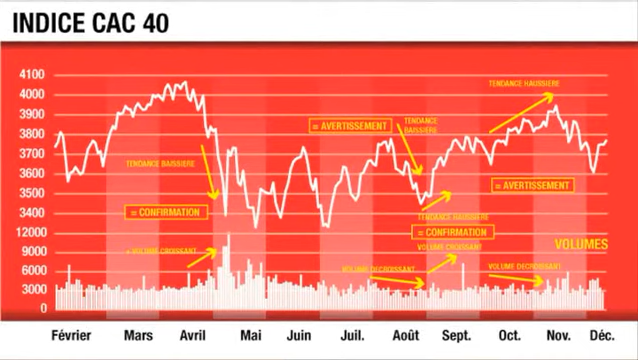 INDICE CAC 40
4100
4000
3900
3800
3700
3600
3500
3400
12000
9000
6000
3000
0
TENDANCE HAUSSIERE
= AVERTISSEMENT
TENDANCE
BAISSIERE
TENDANCE BAISSIERE
= AVERTISSEMENT
= CONFIRMATION
TENDANCE HAUSSIERE
= CONFIRMATION
+ VOLUME CROISSANT
VOLUME CROISSANT
VOLUMES
VOLUME DECROISSANT
VOLUME DECROISSANT
Février Mars Avril Mai Juin Juil. Août Sept. Oct. Nov. Déc.